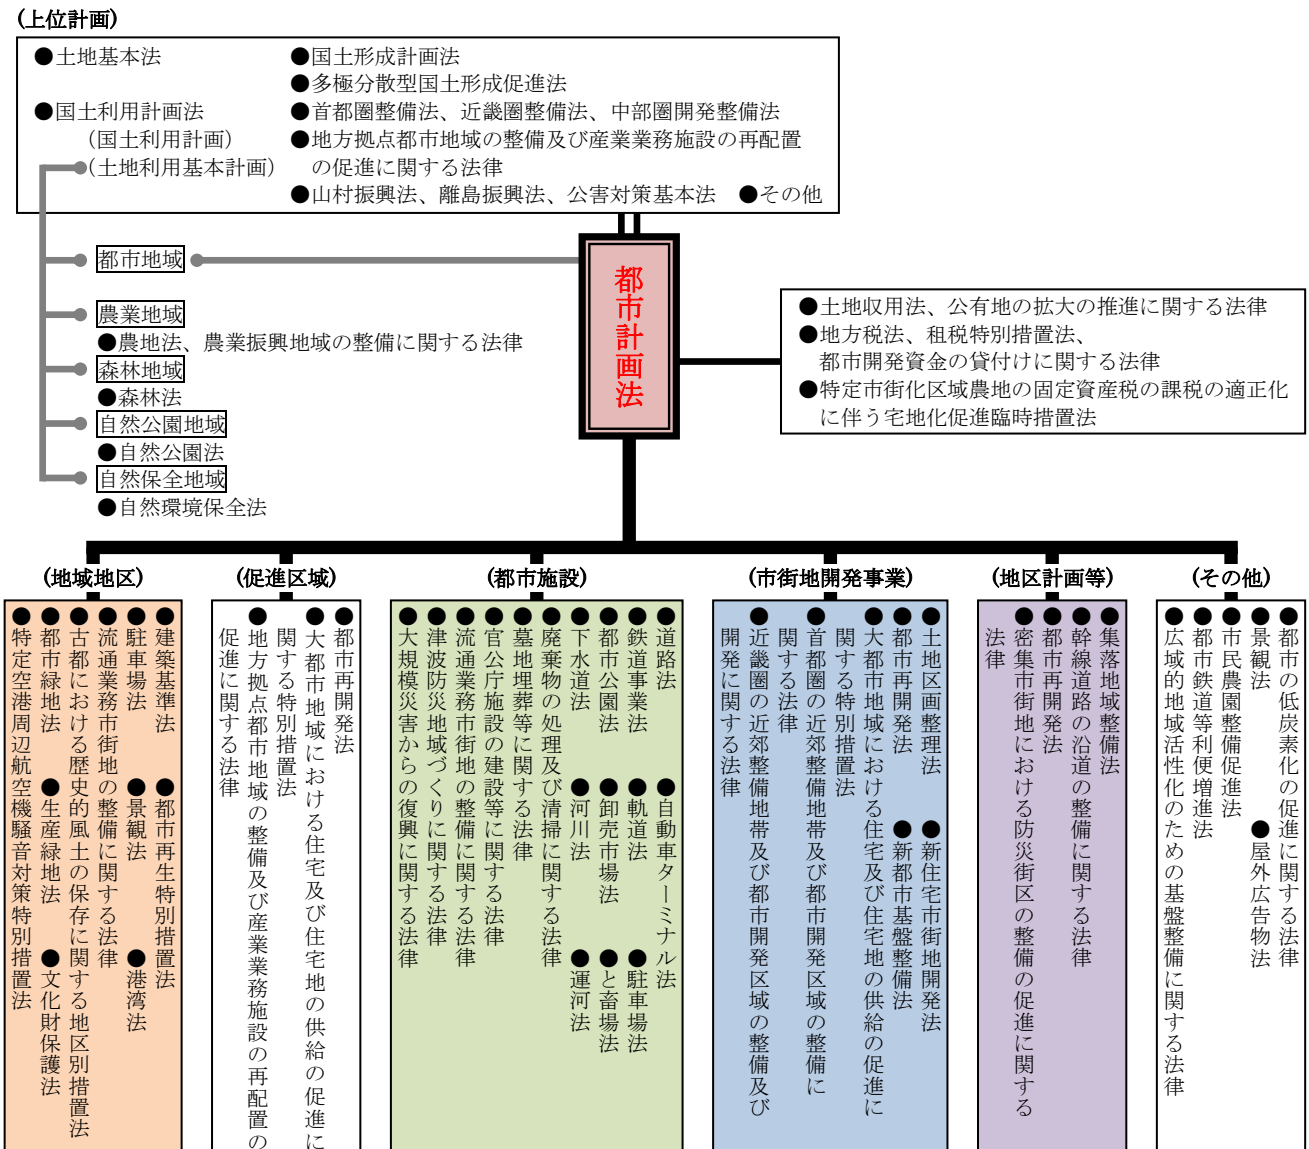 (上位計画)
●土地基本法
●国土利用計画法
(国土利用計画)
(土地利用基本計画)
●国土形成計画法
●多極分散型国土形成促進法
●首都圏整備法、近畿圏整備法、中部圏開発整備法
●地方拠点都市地域の整備及び産業業務施設の再配置
の促進に関する法律
●山村振興法、離島振興法、公害対策基本法　●その他
都市地域
農業地域
●農地法、農業振興地域の整備に関する法律
森林地域
●森林法
自然公園地域
●自然公園法
自然保全地域
●自然環境保全法
都市計画法
●土地収用法、公有地の拡大の推進に関する法律
●地方税法、租税特別措置法、
都市開発資金の貸付けに関する法律
●特定市街化区域農地の固定資産税の課税の適正化
に伴う宅地化促進臨時措置法
(地域地区)
●建築基準法　●都市再生特別措置法
●駐車場法　●景観法　●港湾法
●流通業務市街地の整備に関する法律
●古都における歴史的風土の保存に関する地区別措置法
●都市緑地法　●生産緑地法　●文化財保護法
●特定空港周辺航空機騒音対策特別措置法
(促進区域)
●都市再開発法
●大都市地域における住宅及び住宅地の供給の促進に
関する特別措置法
●地方拠点都市地域の整備及び産業業務施設の再配置の
促進に関する法律
(都市施設)
●道路法　●自動車ターミナル法
●鉄道事業法　●軌道法　●駐車場法
●都市公園法　●卸売市場法　●と畜場法
●下水道法　●河川法　●運河法
●廃棄物の処理及び清掃に関する法律
●墓地埋葬等に関する法律
●官公庁施設の建設等に関する法律
●流通業務市街地の整備に関する法律
●津波防災地域づくりに関する法律
●大規模災害からの復興に関する法律
(市街地開発事業)
●土地区画整理法　●新住宅市街地開発法
●都市再開発法　●新都市基盤整備法
●大都市地域における住宅及び住宅地の供給の促進に
関する特別措置法
●首都圏の近郊整備地帯及び都市開発区域の整備に
関する法律
●近畿圏の近郊整備地帯及び都市開発区域の整備及び
開発に関する法律
(地区計画等)
●集落地域整備法
●幹線道路の沿道の整備に関する法律
●都市再開発法
●密集市街地における防災街区の整備の促進に関する
法律
(その他)
●都市の低炭素化の促進に関する法律
●景観法　●屋外広告物法
●市民農園整備促進法
●都市鉄道等利便増進法
●広域的地域活性化のための基盤整備に関する法律